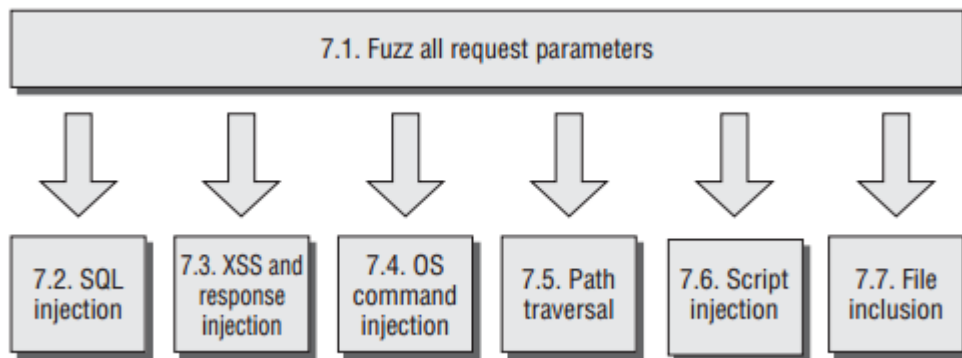 7.1. Fuzz all request parameters
7.2. SQL
injection
7.3. XSS and
response
injection
7.4. OS
command
injection
7.5. Path
traversal
7.6. Script
injection
7.7. File
inclusion